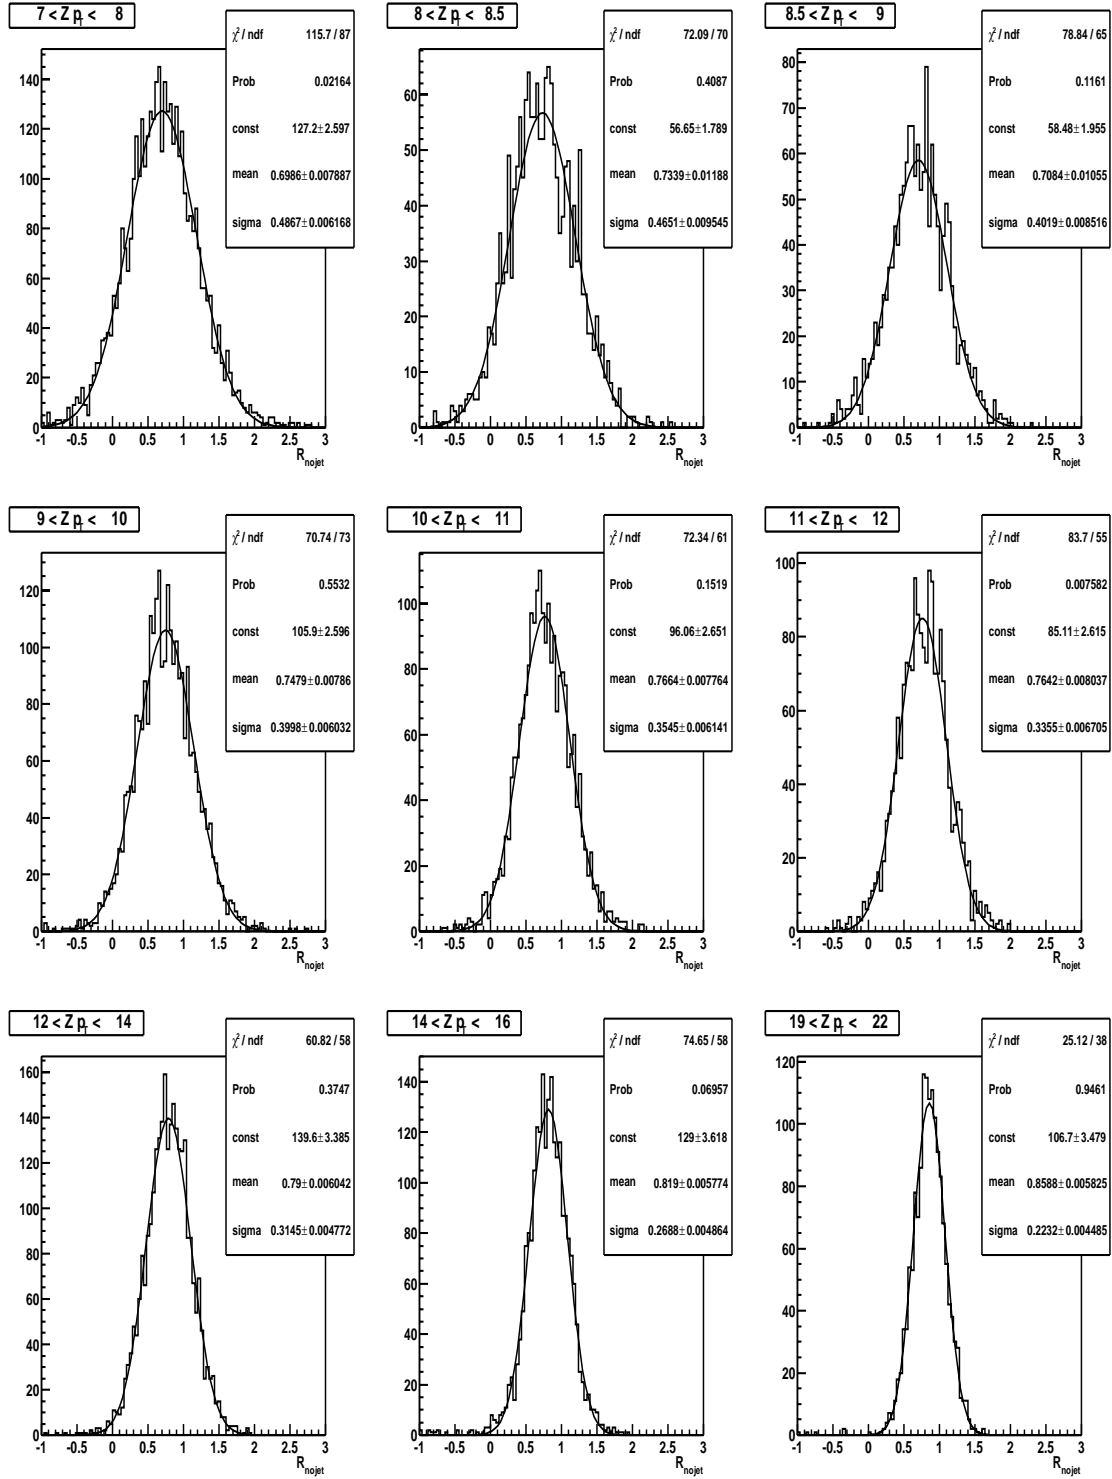 7 < Z pT < 8
χ2 / ndf 115.7 / 87
Prob 0.02164
const 127.2 ± 2.597
mean 0.6986 ± 0.007887
sigma 0.4867 ± 0.006168
140
120
100
80
60
40
20
0
-1 -0.5 0 0.5 1 1.5 2 2.5 3
Rnojet
8 < Z pT < 8.5
χ2 / ndf 72.09 / 70
Prob 0.4087
const 56.65 ± 1.789
mean 0.7339 ± 0.01188
sigma 0.4651 ± 0.009545
60
50
40
30
20
10
0
-1 -0.5 0 0.5 1 1.5 2 2.5 3
Rnojet
8.5 < Z pT < 9
χ2 / ndf 78.84 / 65
Prob 0.1161
const 58.48 ± 1.955
mean 0.7084 ± 0.01055
sigma 0.4019 ± 0.008516
80
70
60
50
40
30
20
10
0
-1 -0.5 0 0.5 1 1.5 2 2.5 3
Rnojet
9 < Z pT < 10
χ2 / ndf 70.74 / 73
Prob 0.5532
const 105.9 ± 2.596
mean 0.7479 ± 0.00786
sigma 0.3998 ± 0.006032
120
100
80
60
40
20
0
-1 -0.5 0 0.5 1 1.5 2 2.5 3
Rnojet
10 < Z pT < 11
χ2 / ndf 72.34 / 61
Prob 0.1519
const 96.06 ± 2.651
mean 0.7664 ± 0.007764
sigma 0.3545 ± 0.006141
100
80
60
40
20
0
-1 -0.5 0 0.5 1 1.5 2 2.5 3
Rnojet
11 < Z pT < 12
χ2 / ndf 83.7 / 55
Prob 0.007582
const 85.11 ± 2.615
mean 0.7642 ± 0.008037
sigma 0.3355 ± 0.006705
100
80
60
40
20
0
-1 -0.5 0 0.5 1 1.5 2 2.5 3
Rnojet
12 < Z pT < 14
χ2 / ndf 60.82 / 58
Prob 0.3747
const 139.6 ± 3.385
mean 0.79 ± 0.006042
sigma 0.3145 ± 0.004772
160
140
120
100
80
60
40
20
0
-1 -0.5 0 0.5 1 1.5 2 2.5 3
Rnojet
14 < Z pT < 16
χ2 / ndf 74.65 / 58
Prob 0.06957
const 129 ± 3.618
mean 0.819 ± 0.005774
sigma 0.2688 ± 0.004864
140
120
100
80
60
40
20
0
-1 -0.5 0 0.5 1 1.5 2 2.5 3
Rnojet
19 < Z pT < 22
χ2 / ndf 25.12 / 38
Prob 0.9461
const 106.7 ± 3.479
mean 0.8588 ± 0.005825
sigma 0.2232 ± 0.004485
120
100
80
60
40
20
0
-1 -0.5 0 0.5 1 1.5 2 2.5 3
Rnojet